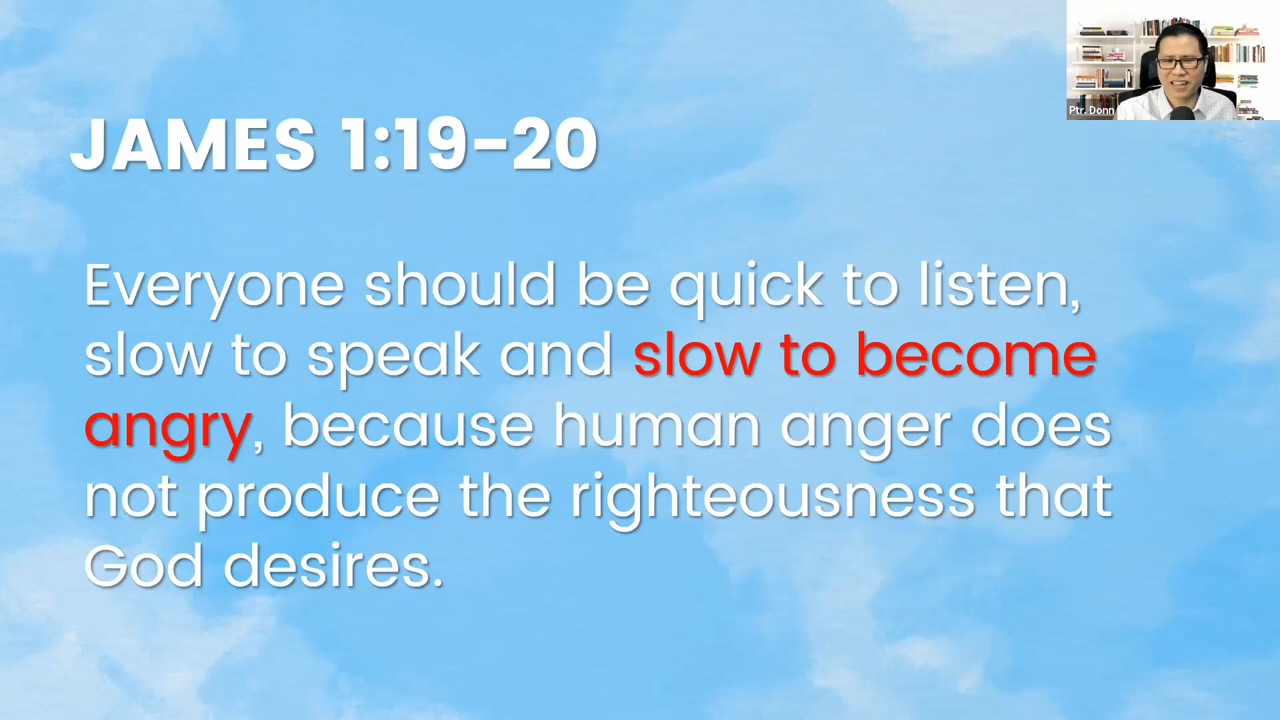 JAMES 1:19-20
Everyone should be quick to listen,
slow to speak and slow to become
angry, because human anger does
not produce the righteousness that
God desires.
Ptr. Donn